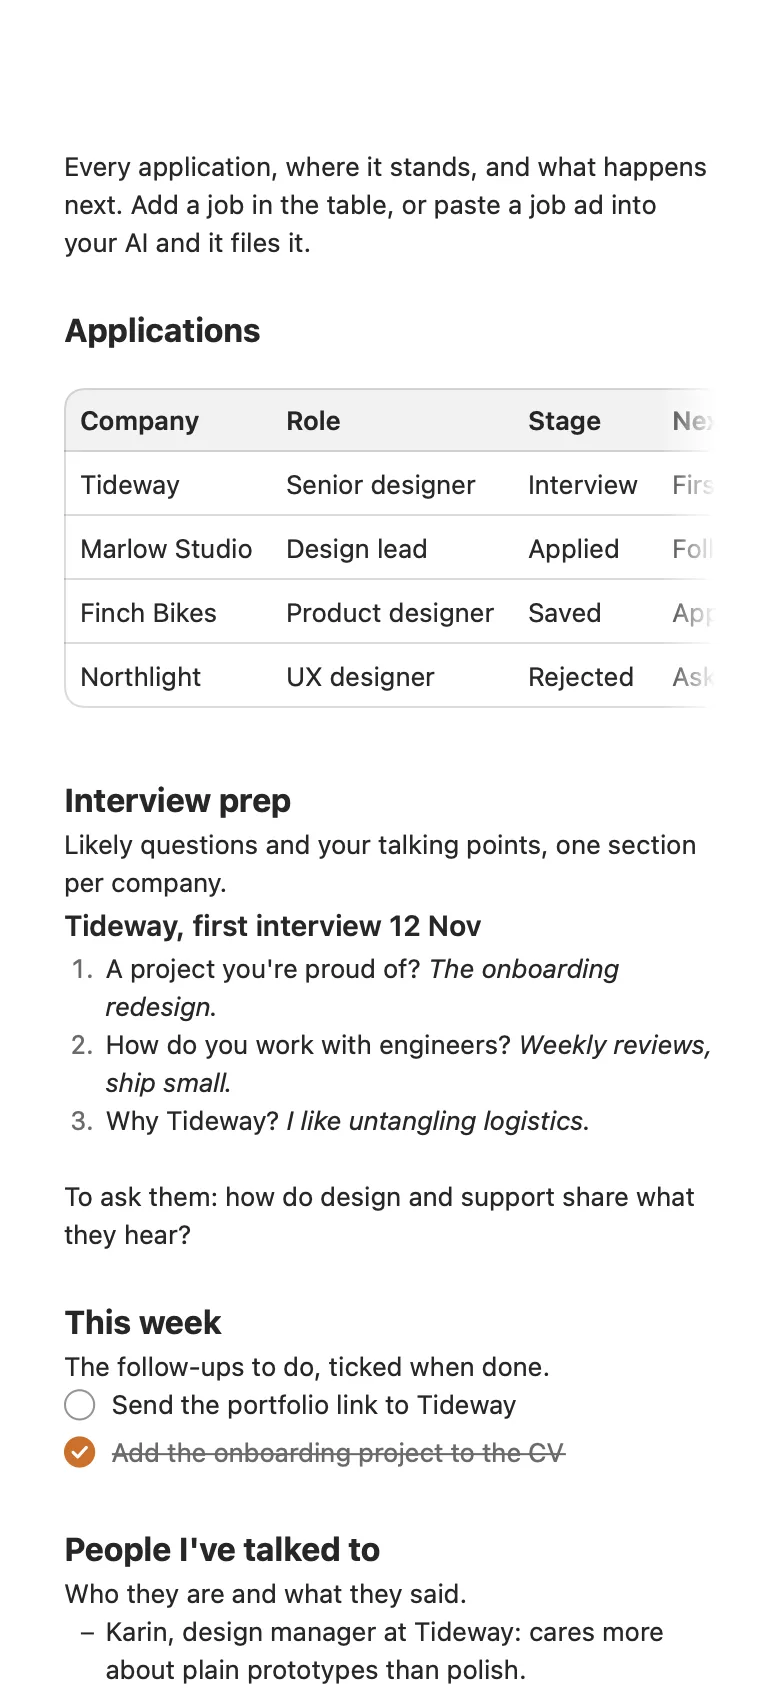 Every application, where it stands, and what happens
next. Add a job in the table, or paste a job ad into
your AI and it files it.
Applications
Company Role Stage
Tideway Senior designer Interview
Marlow Studio Design lead Applied
Finch Bikes Product designer Saved
Northlight UX designer Rejected
Interview prep
Likely questions and your talking points, one section
per company.
Tideway, first interview 12 Nov
1. A project you're proud of? The onboarding
redesign.
2. How do you work with engineers? Weekly reviews,
ship small.
3. Why Tideway? I like untangling logistics.
To ask them: how do design and support share what
they hear?
This week
The follow-ups to do, ticked when done.
Send the portfolio link to Tideway
Add the onboarding project to the CV
People I've talked to
Who they are and what they said.
– Karin, design manager at Tideway: cares more
about plain prototypes than polish.